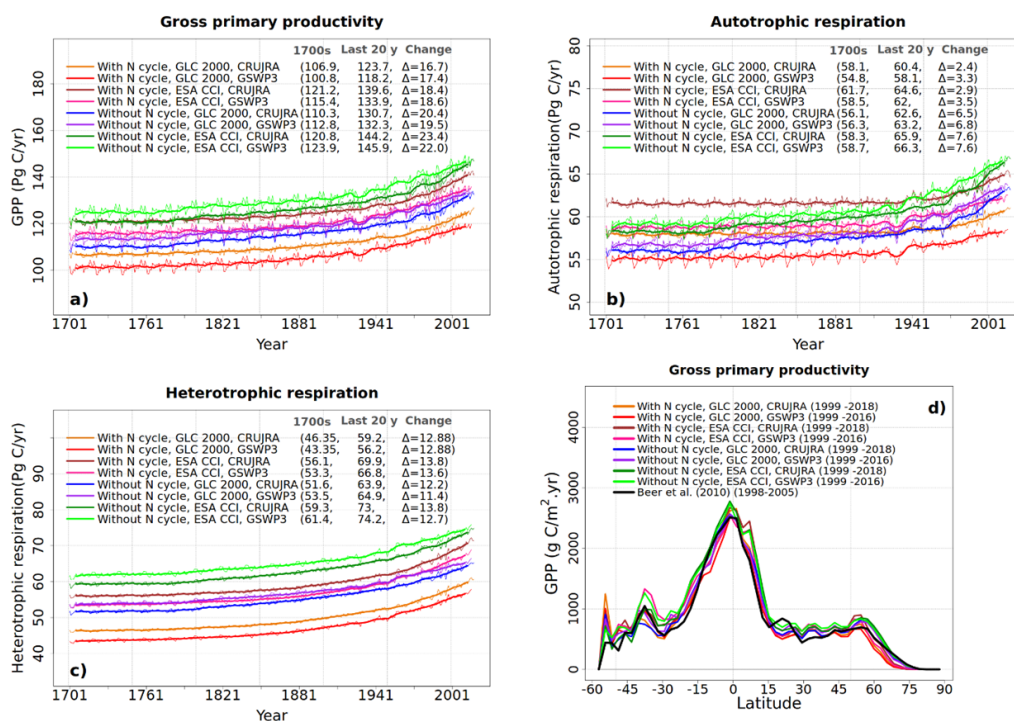 Gross primary productivity
1700s Last 20 y Change
With N cycle, GLC 2000, CRUJRA (106.9, 123.7, Δ=16.7)
With N cycle, GLC 2000, GSWP3 (100.8, 118.2, Δ=17.4)
With N cycle, ESA CCI, CRUJRA (121.2, 139.6, Δ=18.4)
With N cycle, ESA CCI, GSWP3 (115.4, 133.9, Δ=18.6)
Without N cycle, GLC 2000, CRUJRA(110.3, 130.7, Δ=20.4)
Without N cycle, GLC 2000, GSWP3 (112.8, 132.3, Δ=19.5)
Without N cycle, ESA CCI, CRUJRA (120.8, 144.2, Δ=23.4)
Without N cycle, ESA CCI, GSWP3 (123.9, 145.9, Δ=22.0)
GPP (Pg C/yr)
180
160
140
120
100
a)
1701 1761 1821 1881 1941 2001
Year
Autotrophic respiration
1700s Last 20 y Change
With N cycle, GLC 2000, CRUJRA (58.1, 60.4, Δ=2.4)
With N cycle, GLC 2000, GSWP3 (54.8, 58.1, Δ=3.3)
With N cycle, ESA CCI, CRUJRA (61.7, 64.6, Δ=2.9)
With N cycle, ESA CCI, GSWP3 (58.5, 62, Δ=3.5)
Without N cycle, GLC 2000, CRUJRA(56.1, 62.6, Δ=6.5)
Without N cycle, GLC 2000, GSWP3 (56.3, 63.2, Δ=6.8)
Without N cycle, ESA CCI, CRUJRA (58.3, 65.9, Δ=7.6)
Without N cycle, ESA CCI, GSWP3 (58.7, 66.3, Δ=7.6)
Autotrophic respiration(Pg C/yr)
80
75
70
65
60
55
50
b)
1701 1761 1821 1881 1941 2001
Year
Heterotrophic respiration
1700s Last 20 y Change
With N cycle, GLC 2000, CRUJRA (46.35, 59.2, Δ=12.88)
With N cycle, GLC 2000, GSWP3 (43.35, 56.2, Δ=12.88)
With N cycle, ESA CCI, CRUJRA (56.1, 69.9, Δ=13.8)
With N cycle, ESA CCI, GSWP3 (53.3, 66.8, Δ=13.6)
Without N cycle, GLC 2000, CRUJRA(51.6, 63.9, Δ=12.2)
Without N cycle, GLC 2000, GSWP3 (53.5, 64.9, Δ=11.4)
Without N cycle, ESA CCI, CRUJRA (59.3, 73, Δ=13.8)
Without N cycle, ESA CCI, GSWP3 (61.4, 74.2, Δ=12.7)
Heterotrophic respiration(Pg C/yr)
90
80
70
60
50
40
c)
1701 1761 1821 1881 1941 2001
Year
Gross primary productivity
d)
With N cycle, GLC 2000, CRUJRA (1999 -2018)
With N cycle, GLC 2000, GSWP3 (1999 -2016)
With N cycle, ESA CCI, CRUJRA (1999 -2018)
With N cycle, ESA CCI, GSWP3 (1999 -2016)
Without N cycle, GLC 2000, CRUJRA (1999 -2018)
Without N cycle, GLC 2000, GSWP3 (1999 -2016)
Without N cycle, ESA CCI, CRUJRA (1999 -2018)
Without N cycle, ESA CCI, GSWP3 (1999 -2016)
Beer et al. (2010) (1998-2005)
GPP (g C/m².yr)
4000
3000
2000
1000
0
-60 -45 -30 -15 0 15 30 45 60 75 90
Latitude